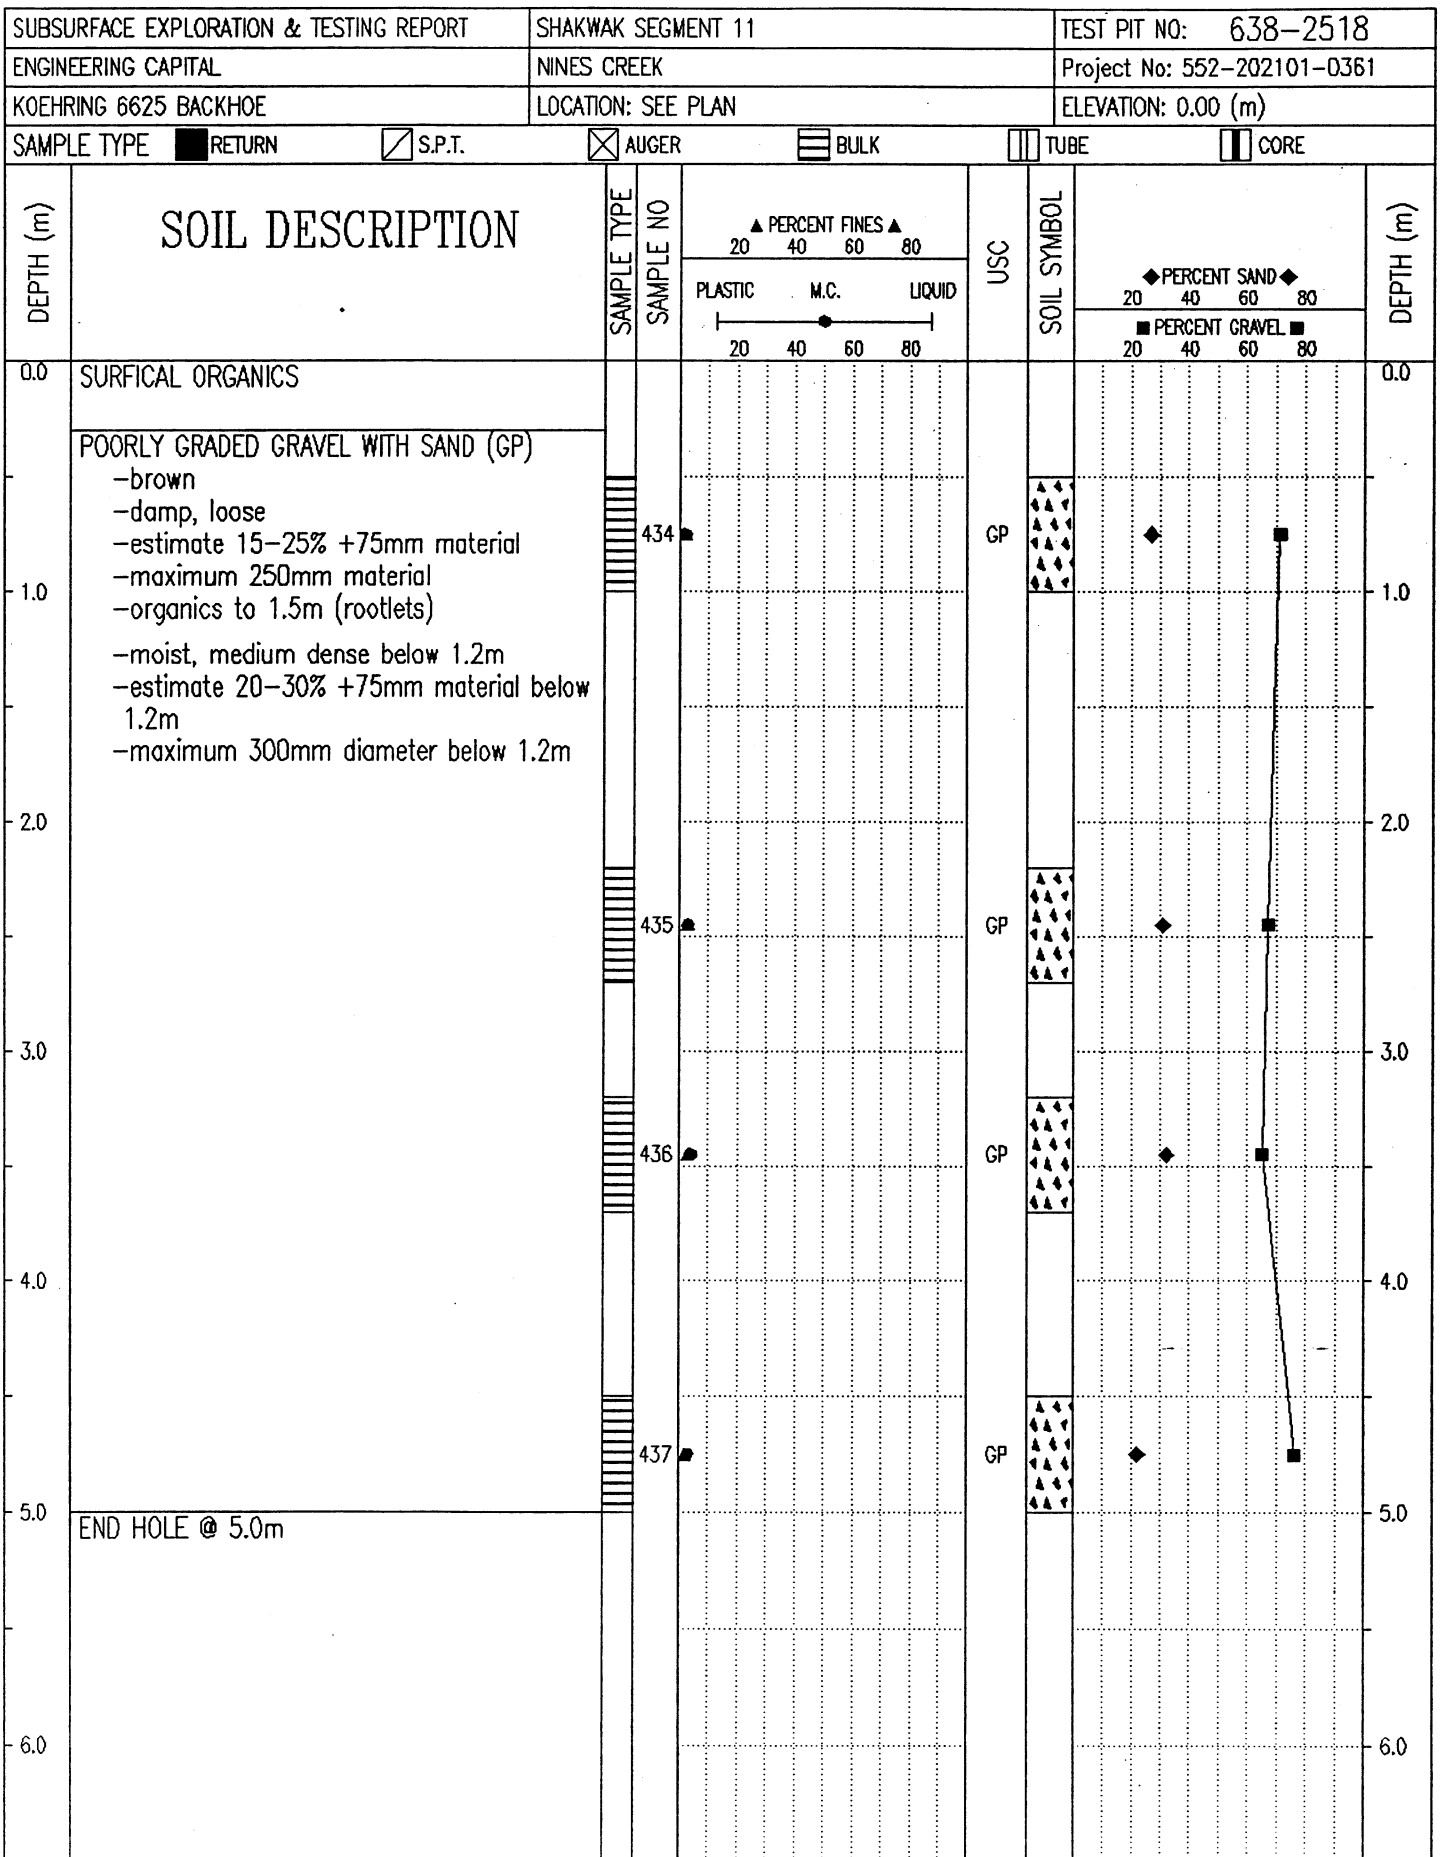 SUBSURFACE EXPLORATION & TESTING REPORT
SHAKWAK SEGMENT 11
TEST PIT NO: 638-2518
ENGINEERING CAPITAL
NINES CREEK
Project No: 552-202101-0361
KOEHRING 6625 BACKHOE
LOCATION: SEE PLAN
ELEVATION: 0.00 (m)
SAMPLE TYPE RETURN S.P.T. AUGER BULK TUBE CORE
DEPTH (m)
SOIL DESCRIPTION
SAMPLE TYPE
SAMPLE NO
▲ PERCENT FINES ▲
20 40 60 80
PLASTIC M.C. LIQUID
20 40 60 80
USC
SOIL SYMBOL
◆PERCENT SAND◆
20 40 60 80
■ PERCENT GRAVEL ■
20 40 60 80
DEPTH (m)
0.0 SURFICAL ORGANICS 0.0
POORLY GRADED GRAVEL WITH SAND (GP)
-brown
-damp, loose
434 GP
-estimate 15-25% +75mm material
-maximum 250mm material
1.0 1.0
-organics to 1.5m (rootlets)
-moist, medium dense below 1.2m
-estimate 20-30% +75mm material below
1.2m
-maximum 300mm diameter below 1.2m
2.0 2.0
435 GP
3.0 3.0
436 GP
4.0 4.0
437 GP
5.0 5.0
END HOLE @ 5.0m
6.0 6.0